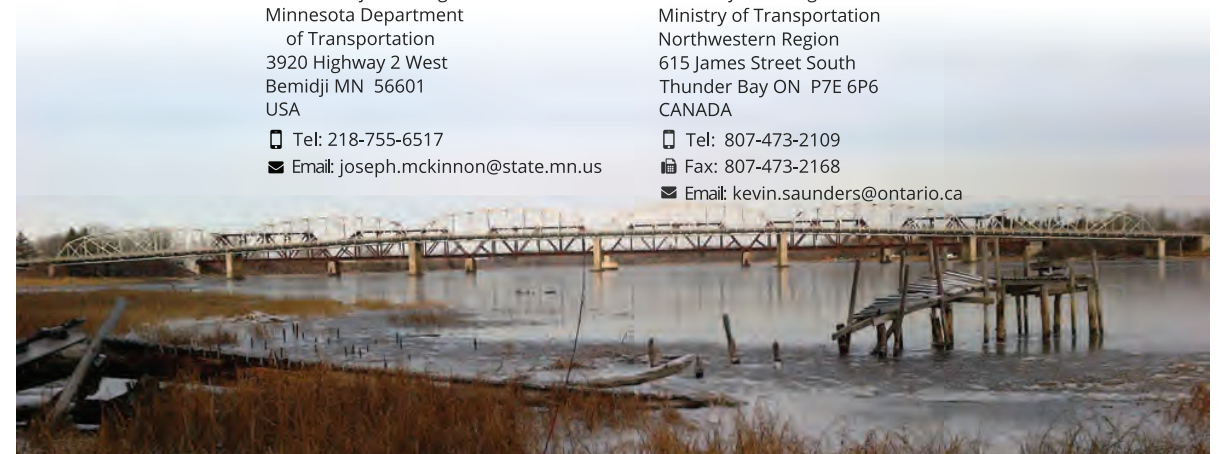 Minnesota Department
of Transportation
3920 Highway 2 West
Bemidji MN 56601
USA
Tel: 218-755-6517
Email: joseph.mckinnon@state.mn.us
Ministry of Transportation
Northwestern Region
615 James Street South
Thunder Bay ON P7E 6P6
CANADA
Tel: 807-473-2109
Fax: 807-473-2168
Email: kevin.saunders@ontario.ca